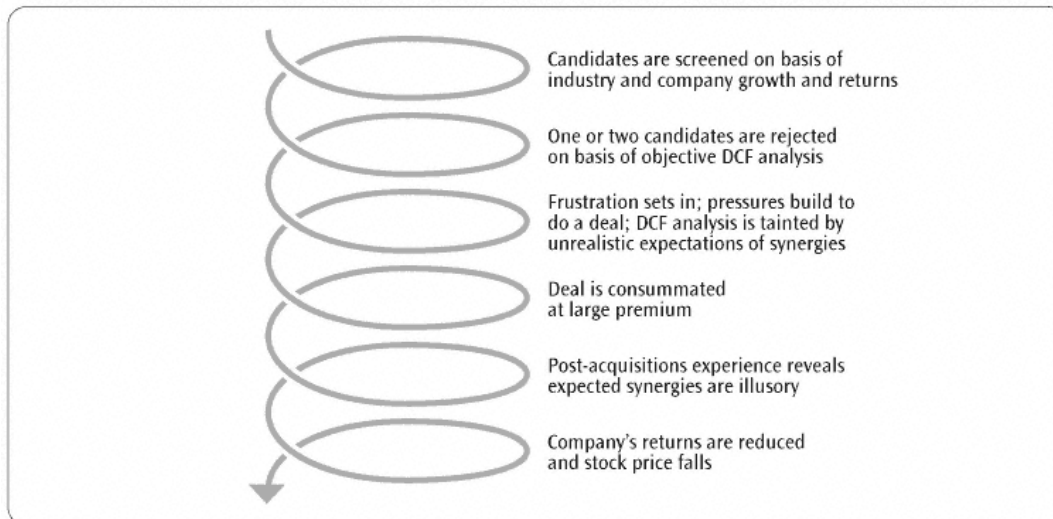 Candidates are screened on basis of
industry and company growth and returns
One or two candidates are rejected
on basis of objective DCF analysis
Frustration sets in; pressures build to
do a deal; DCF analysis is tainted by
unrealistic expectations of synergies
Deal is consummated
at large premium
Post-acquisitions experience reveals
expected synergies are illusory
Company's returns are reduced
and stock price falls